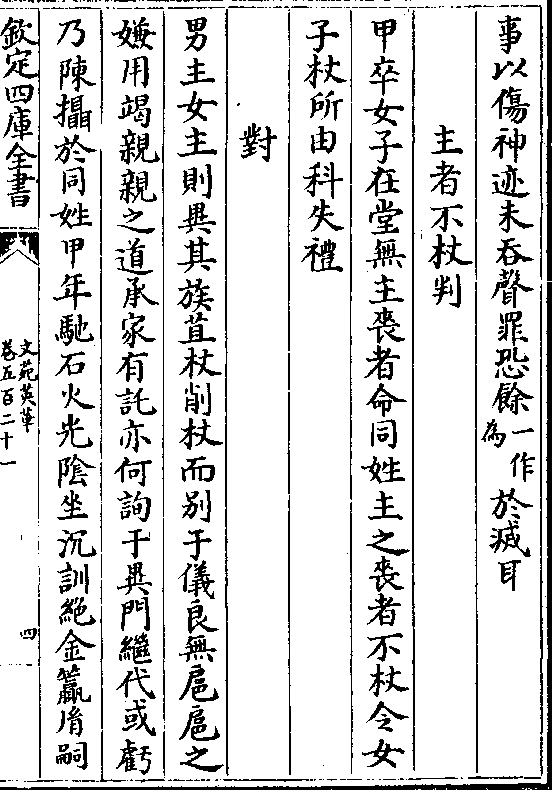 事以傷神迹未吞聲罪恐餘一作為於滅耳
主者不杖判
甲卒女子在堂無主喪者命同姓主之喪者不杖令女
子杖所由科失禮
對
男主女主則異其族苴杖削杖而別于儀良無扈扈之
嫌用竭親親之道承家有託亦何詢于異門繼代或虧
乃陳攝於同姓甲年馳石火光陰坐沉訓絶金籯胤嗣
欽定四庫全書
文苑英華
卷五百二十一
四